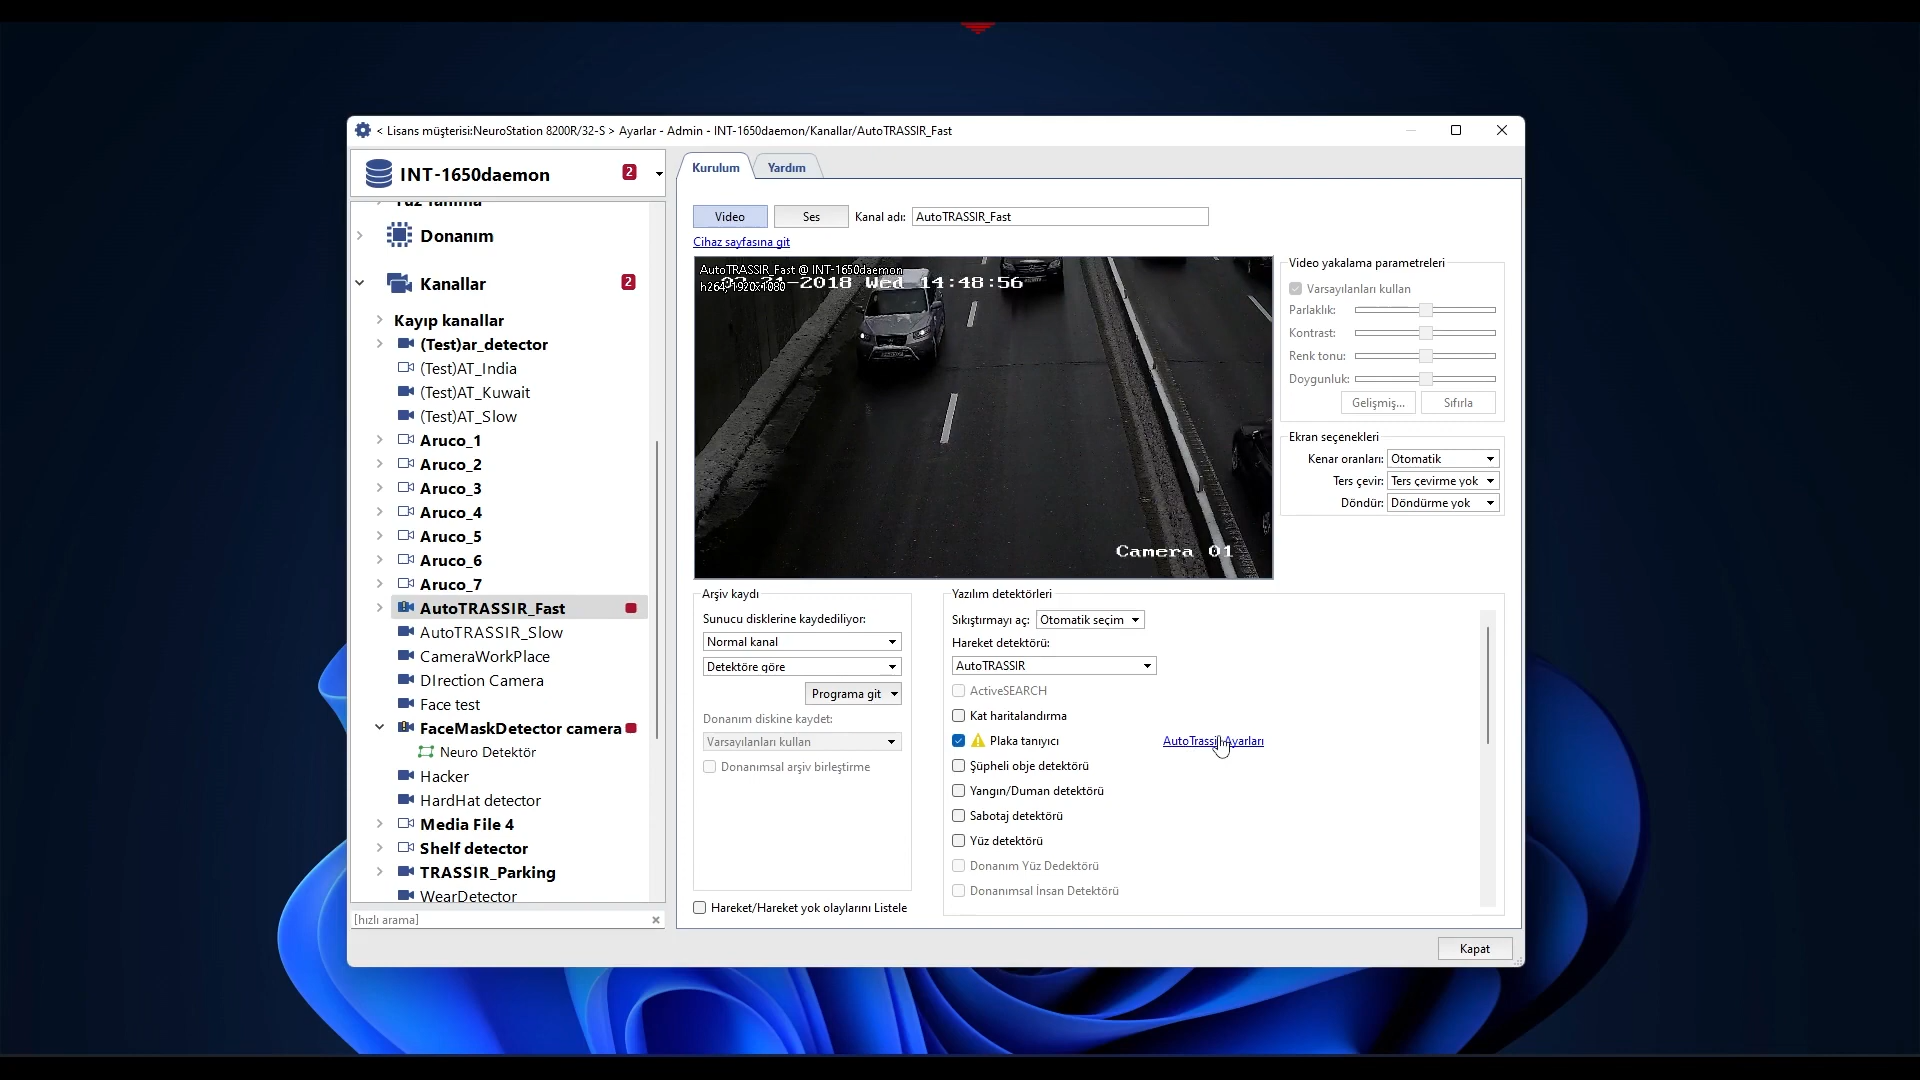 < Lisans müşterisi:NeuroStation 8200R/32-S > Ayarlar - Admin - INT-1650daemon/Kanallar/AutoTRASSIR_Fast
INT-1650daemon
2
Yüz Tanıma
Donanım
Kanallar
2
Kayıp kanallar
(Test)ar_detector
(Test)AT_India
(Test)AT_Kuwait
(Test)AT_Slow
Aruco_1
Aruco_2
Aruco_3
Aruco_4
Aruco_5
Aruco_6
Aruco_7
AutoTRASSIR_Fast
AutoTRASSIR_Slow
CameraWorkPlace
DIrection Camera
Face test
FaceMaskDetector camera
Neuro Detektör
Hacker
HardHat detector
Media File 4
Shelf detector
TRASSIR_Parking
WearDetector
[hızlı arama]
Kurulum
Yardım
Video
Ses
Kanal adı:
AutoTRASSIR_Fast
Cihaz sayfasına git
AutoTRASSIR_Fast @ INT-1650daemon
h264, 1920x1080
-2018 Wed 14:48:56
Camera 01
Video yakalama parametreleri
Varsayılanları kullan
Parlaklık:
Kontrast:
Renk tonu:
Doygunluk:
Gelişmiş...
Sıfırla
Ekran seçenekleri
Kenar oranları:
Otomatik
Ters çevir:
Ters çevirme yok
Döndür:
Döndürme yok
Arşiv kaydı
Sunucu disklerine kaydediliyor:
Normal kanal
Detektöre göre
Programa git
Donanım diskine kaydet:
Varsayılanları kullan
Donanımsal arşiv birleştirme
Hareket/Hareket yok olaylarını Listele
Yazılım detektörleri
Sıkıştırmayı aç:
Otomatik seçim
Hareket detektörü:
AutoTRASSIR
ActiveSEARCH
Kat haritalandırma
Plaka tanıyıcı
AutoTrassir Ayarları
Şüpheli obje detektörü
Yangın/Duman detektörü
Sabotaj detektörü
Yüz detektörü
Donanım Yüz Dedektörü
Donanımsal İnsan Detektörü
Kapat